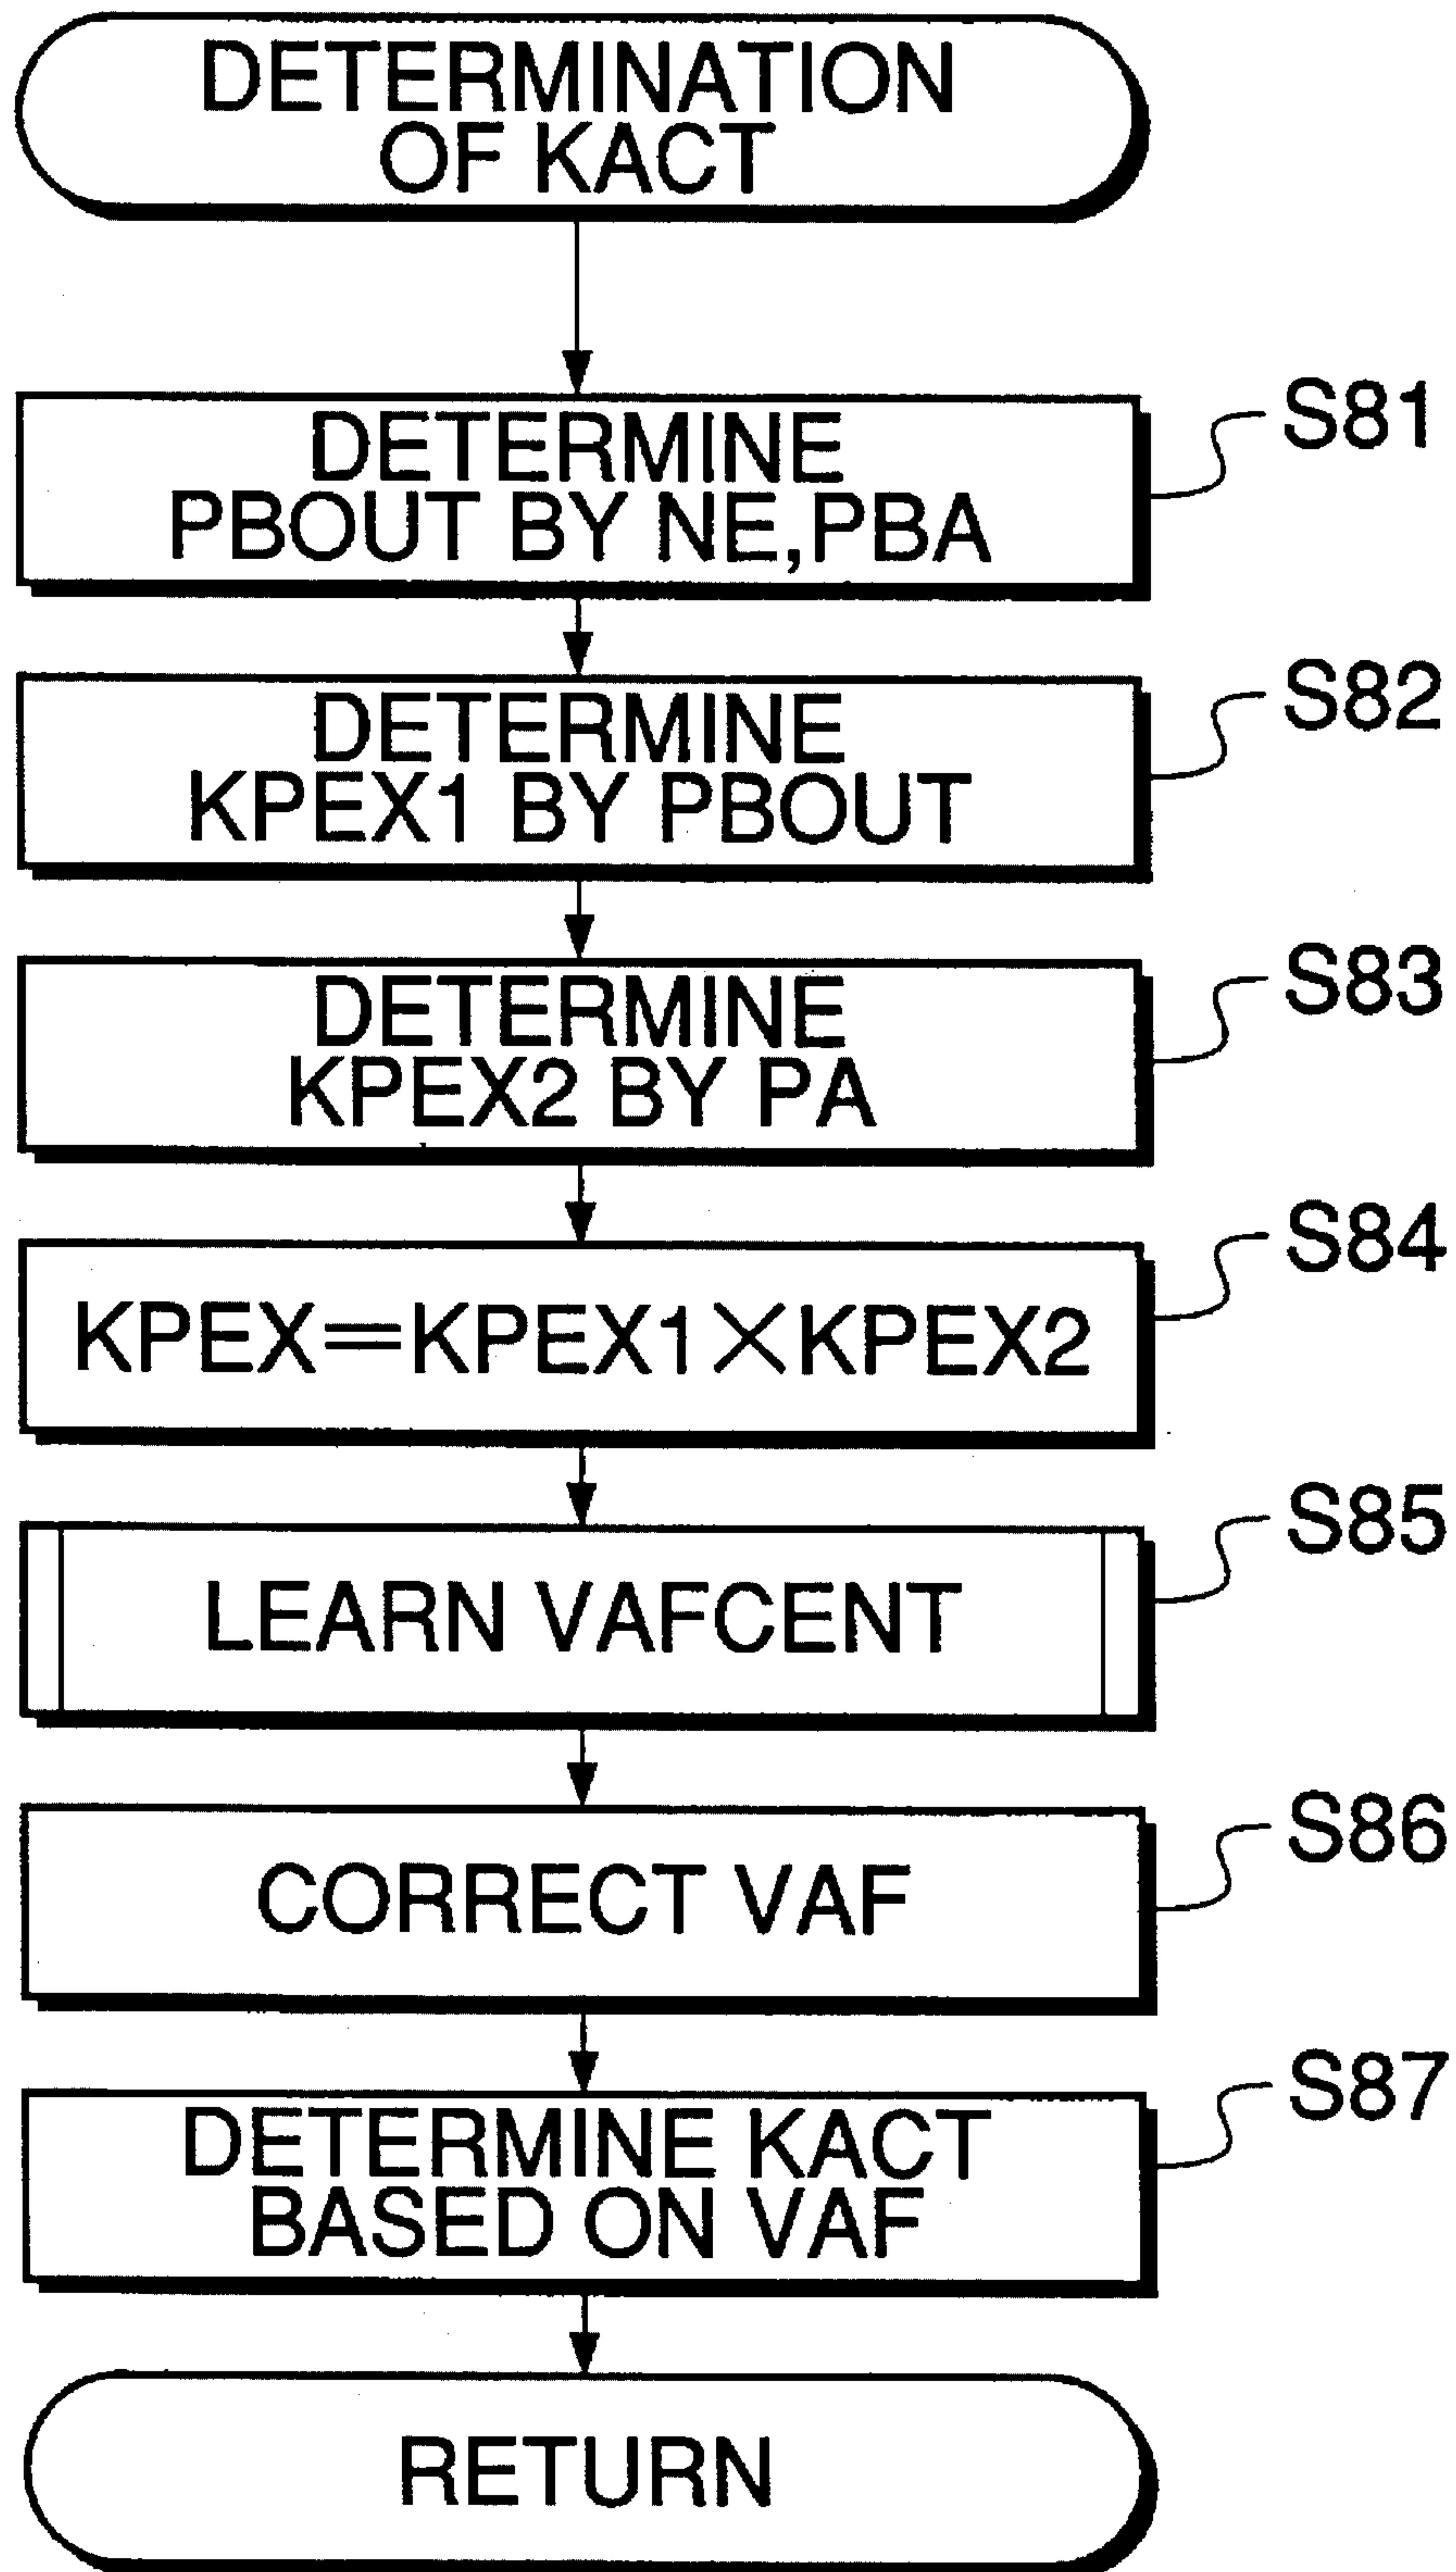 DETERMINATION
OF KACT
S81
DETERMINE
PBOUT BY NE,PBA
S82
DETERMINE
KPEX1 BY PBOUT
S83
DETERMINE
KPEX2 BY PA
S84
KPEX=KPEX1×KPEX2
S85
LEARN VAFCENT
S86
CORRECT VAF
S87
DETERMINE KACT
BASED ON VAF
RETURN